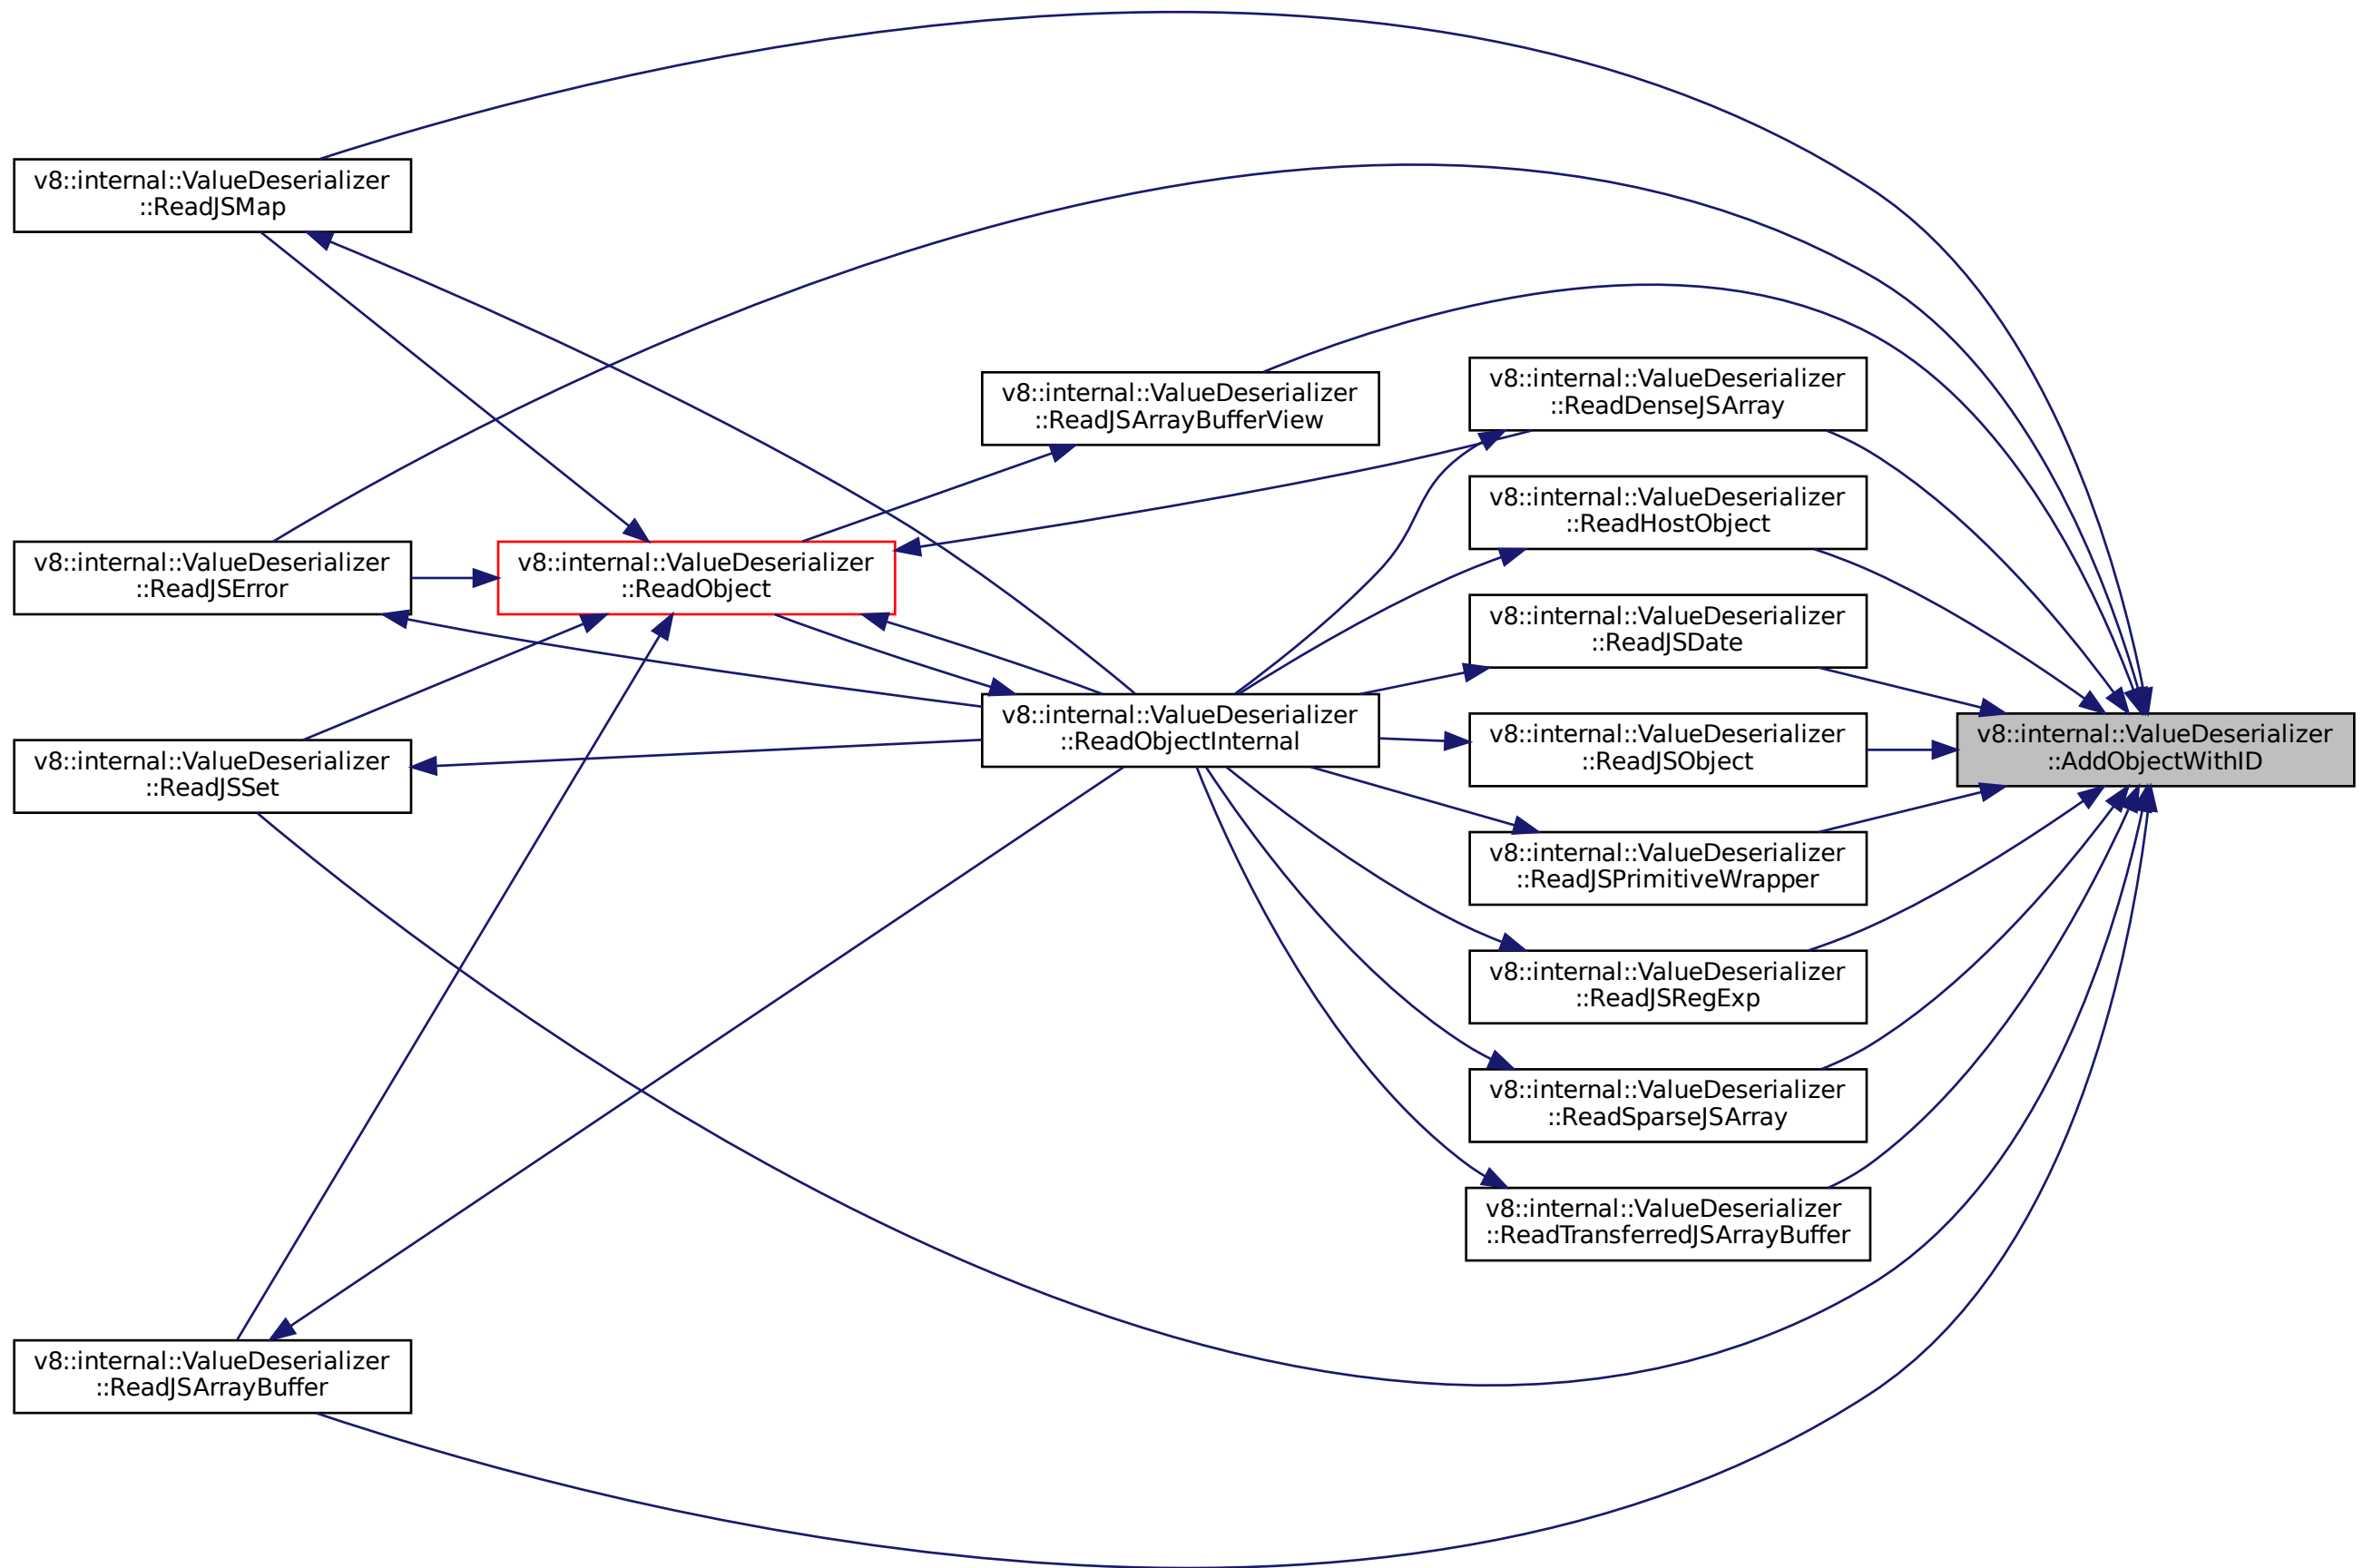 v8::internal::ValueDeserializer
::ReadJSMap
v8::internal::ValueDeserializer
::ReadJSArrayBufferView
v8::internal::ValueDeserializer
::ReadDenseJSArray
v8::internal::ValueDeserializer
::ReadHostObject
v8::internal::ValueDeserializer
::ReadJSError
v8::internal::ValueDeserializer
::ReadObject
v8::internal::ValueDeserializer
::ReadJSDate
v8::internal::ValueDeserializer
::ReadJSSet
v8::internal::ValueDeserializer
::ReadObjectInternal
v8::internal::ValueDeserializer
::ReadJSObject
v8::internal::ValueDeserializer
::AddObjectWithID
v8::internal::ValueDeserializer
::ReadJSPrimitiveWrapper
v8::internal::ValueDeserializer
::ReadJSRegExp
v8::internal::ValueDeserializer
::ReadSparseJSArray
v8::internal::ValueDeserializer
::ReadTransferredJSArrayBuffer
v8::internal::ValueDeserializer
::ReadJSArrayBuffer